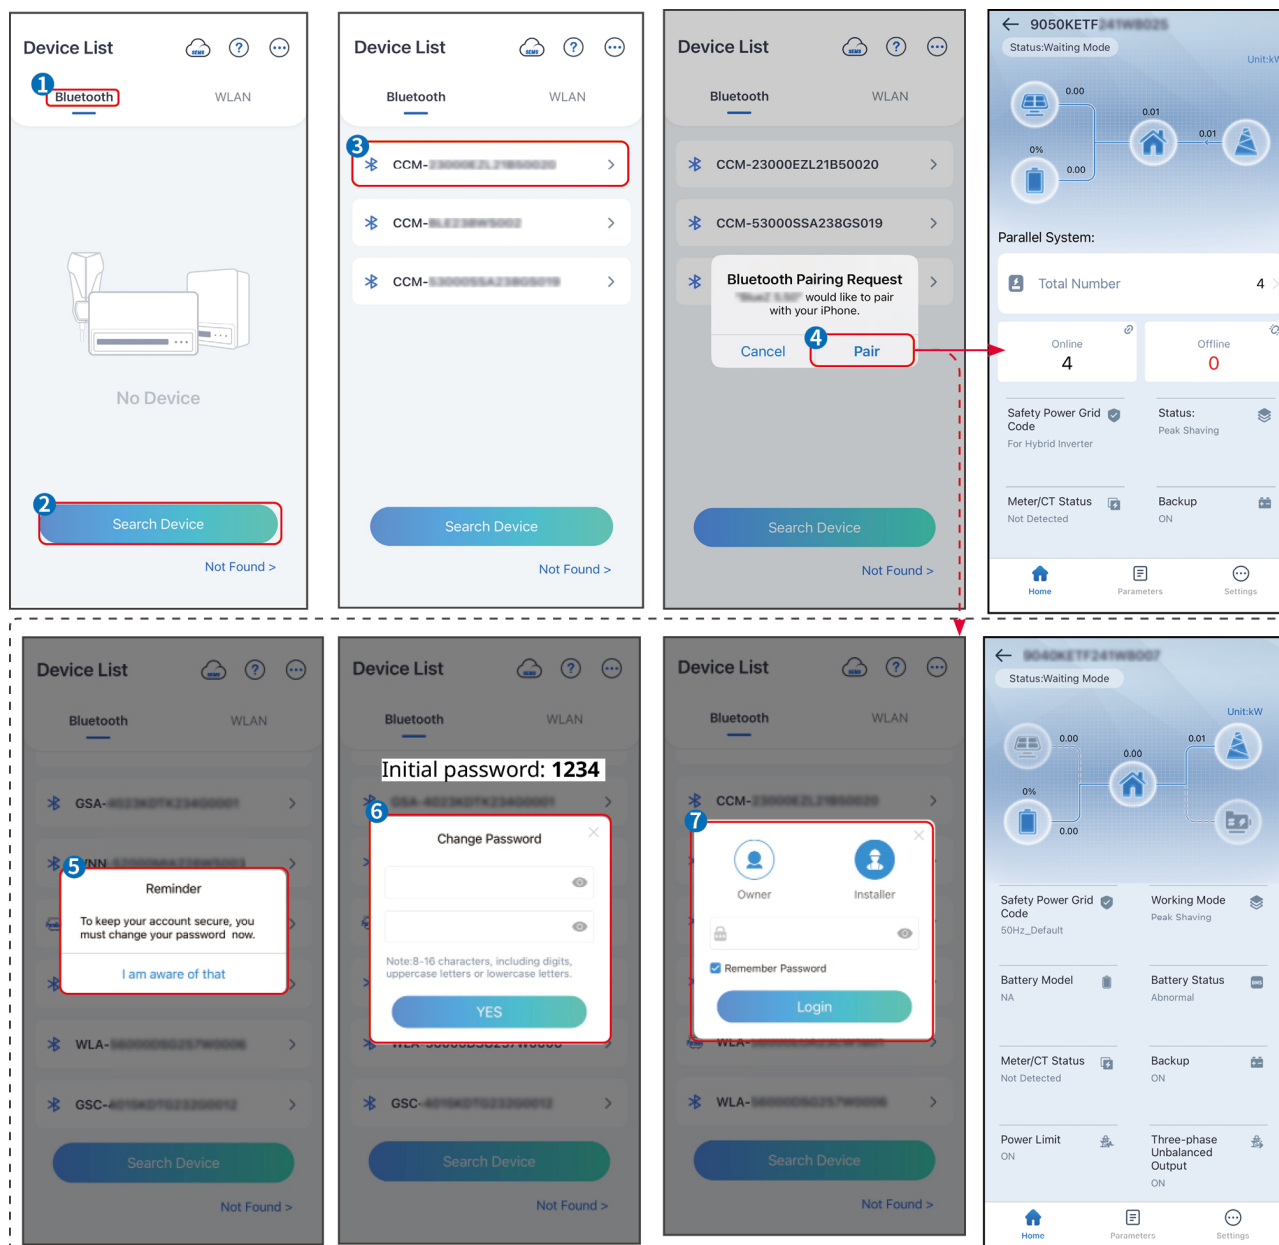 Device List
SEMS
?
1
Bluetooth
WLAN
No Device
2
Search Device
Not Found >
Device List
SEMS
?
Bluetooth
WLAN
3
CCM-
CCM-
CCM-
Search Device
Not Found >
Device List
SEMS
?
Bluetooth
WLAN
CCM-23000EZL21B50020
CCM-53000SSA238GS019
Bluetooth Pairing Request
would like to pair
with your iPhone.
4
Cancel
Pair
Search Device
Not Found >
9050KETF
Status:Waiting Mode
Unit:kW
0.00
0.01
0.01
0%
0.00
Parallel System:
Total Number
4
Online
4
Offline
0
Safety Power Grid
Code
For Hybrid Inverter
Status:
Peak Shaving
Meter/CT Status
Not Detected
Backup
ON
Home
Parameters
Settings
Device List
SEMS
?
Bluetooth
WLAN
GSA-
5
Reminder
To keep your account secure, you
must change your password now.
I am aware of that
WLA-
GSC-
Search Device
Not Found >
Device List
SEMS
?
Bluetooth
WLAN
Initial password: 1234
6
Change Password
Note:8-16 characters, including digits,
uppercase letters or lowercase letters.
YES
GSC-
Search Device
Not Found >
Device List
SEMS
?
Bluetooth
WLAN
CCM-
7
Owner
Installer
Remember Password
Login
WLA-
WLA-
Search Device
Not Found >
Status:Waiting Mode
Unit:kW
0.00
0.01
0.00
0%
0.00
Safety Power Grid
Code
50Hz_Default
Working Mode
Peak Shaving
Battery Model
NA
Battery Status
Abnormal
Meter/CT Status
Not Detected
Backup
ON
Power Limit
ON
Three-phase
Unbalanced
Output
ON
Home
Parameters
Settings